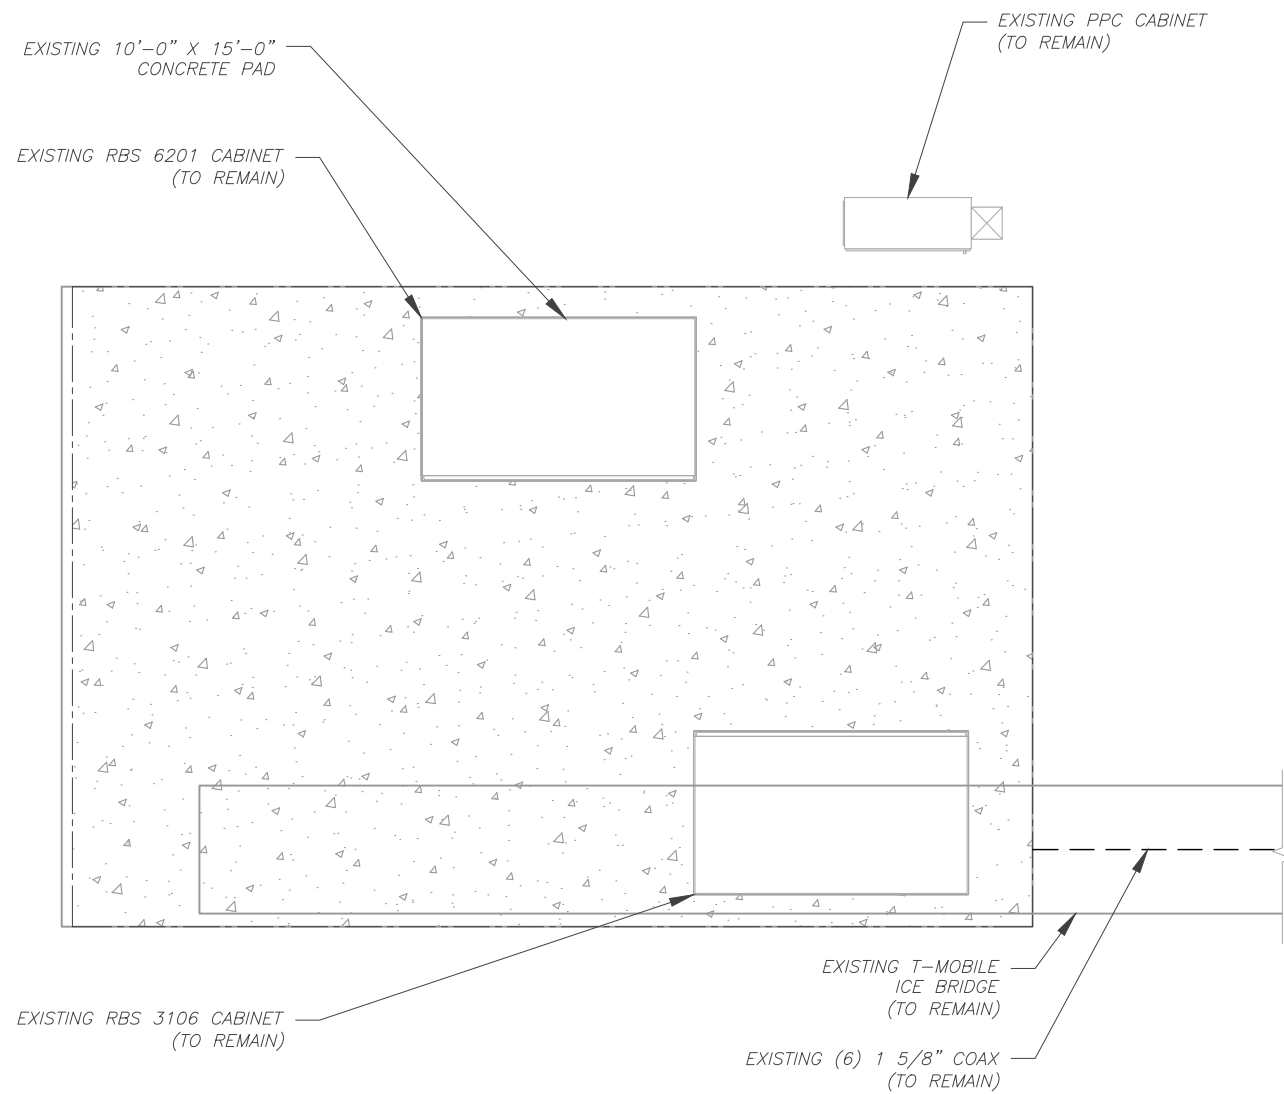 EXISTING PPC CABINET
(TO REMAIN)
EXISTING 10'-0" X 15'-0"
CONCRETE PAD
EXISTING RBS 6201 CABINET
(TO REMAIN)
EXISTING T-MOBILE
ICE BRIDGE
(TO REMAIN)
EXISTING RBS 3106 CABINET
(TO REMAIN)
EXISTING (6) 1 5/8" COAX
(TO REMAIN)